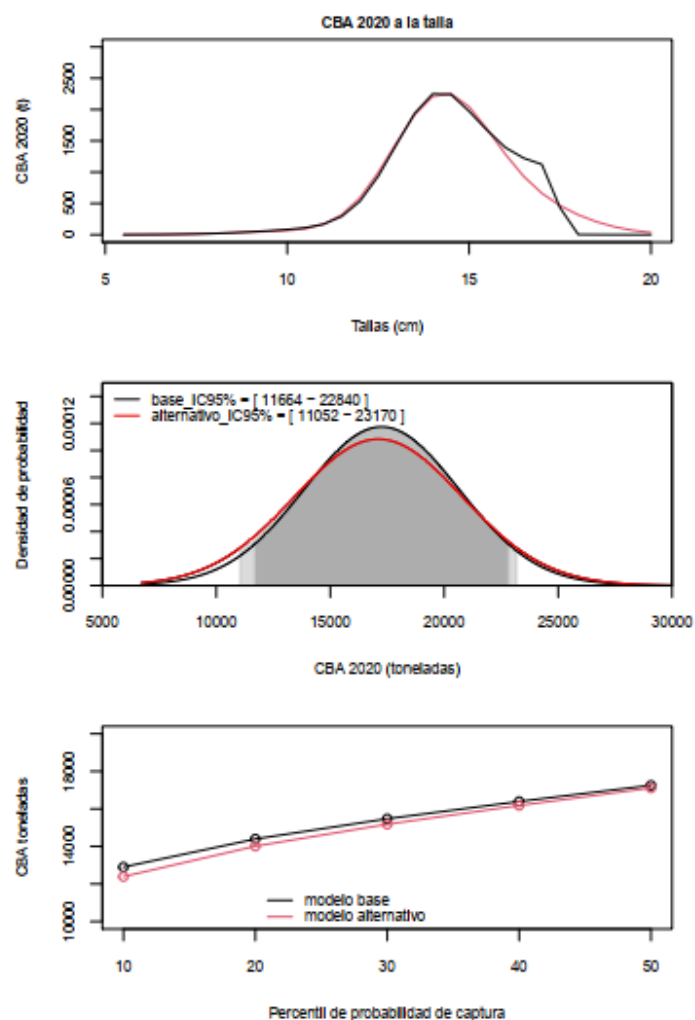 CBA 2020 a la talla
CBA 2020 (t)
2500
1500
500
0
5
10
15
20
Tallas (cm)
Densidad de probabilidad
0.00012
0.00006
0.00000
base_IC95% = [ 11664 − 22840 ]
alternativo_IC95% = [ 11052 − 23170 ]
5000
10000
15000
20000
25000
30000
CBA 2020 (toneladas)
CBA toneladas
18000
14000
10000
modelo base
modelo alternativo
10
20
30
40
50
Percentil de probabilidad de captura